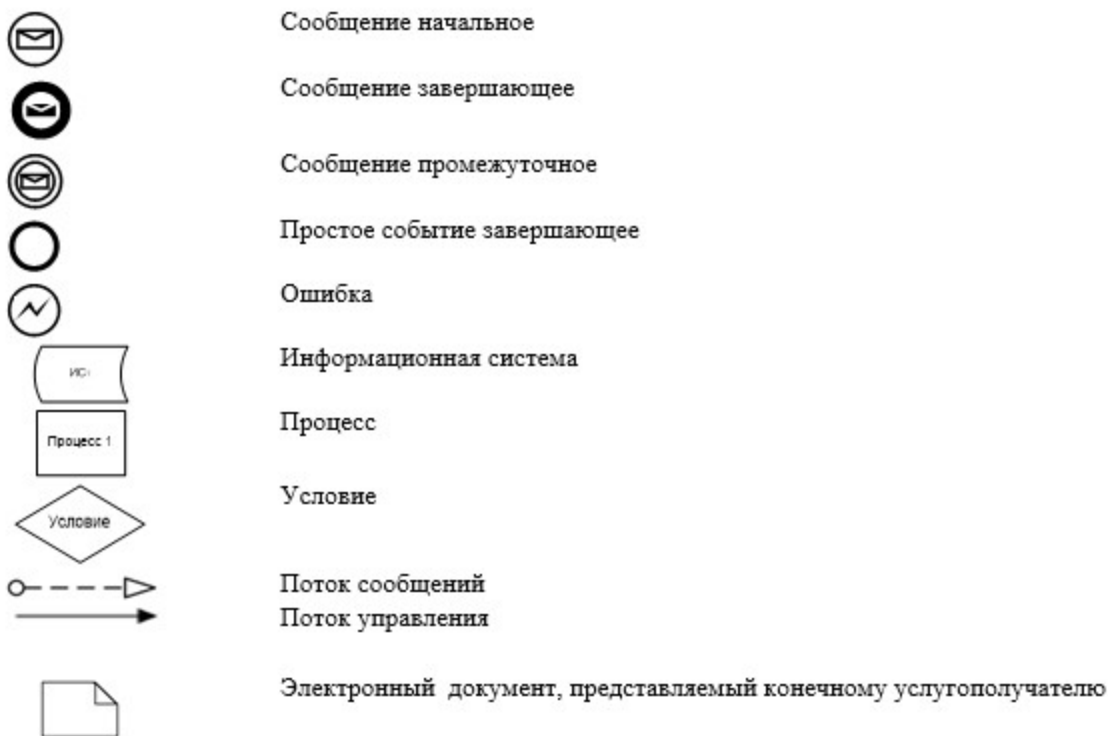 Сообщение начальное
Сообщение завершающее
Сообщение промежуточное
Простое событие завершающее
Ошибка
Информационная система
Процесс 1
Процесс
Условие
Условие
Поток сообщений
Поток управления
Электронный документ, представляемый конечному услугополучателю